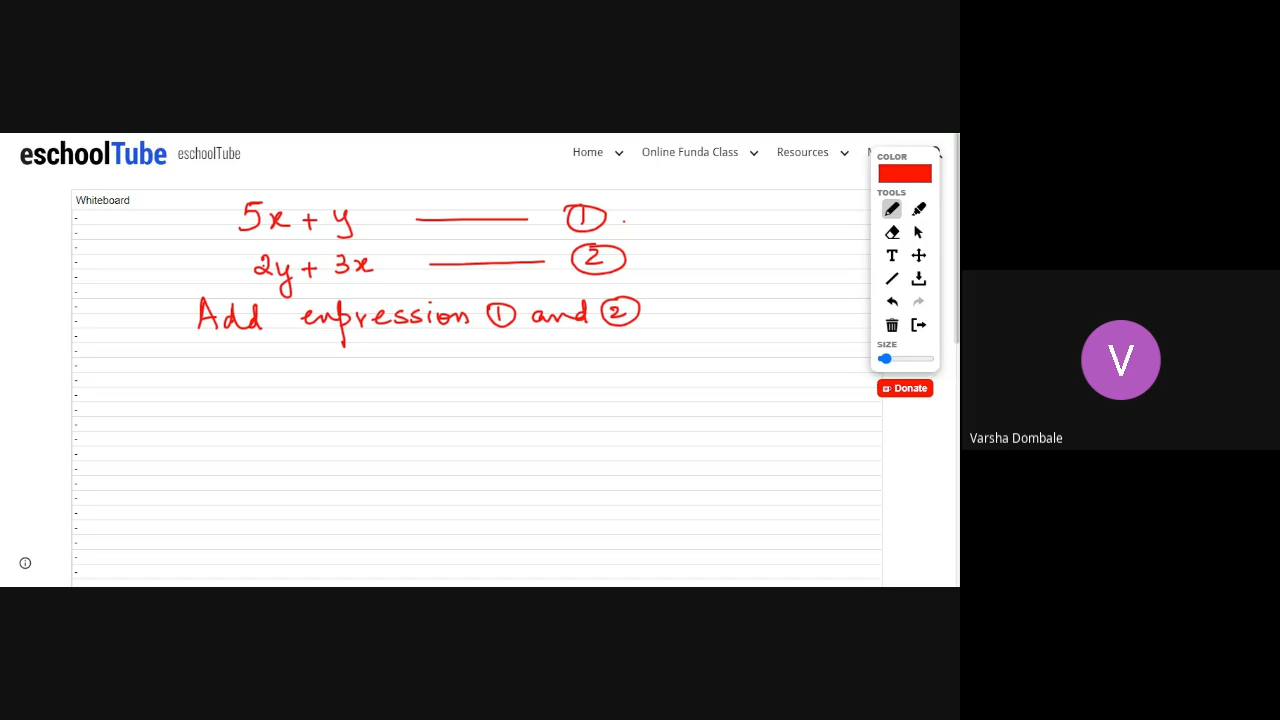 eschoolTube eschoolTube Home Online Funda Class Resources
COLOR
TOOLS
Whiteboard
5x + y ——— ①
2y + 3x ——— ②
Add expression ① and ②
T
SIZE
Donate
V
Varsha Dombale